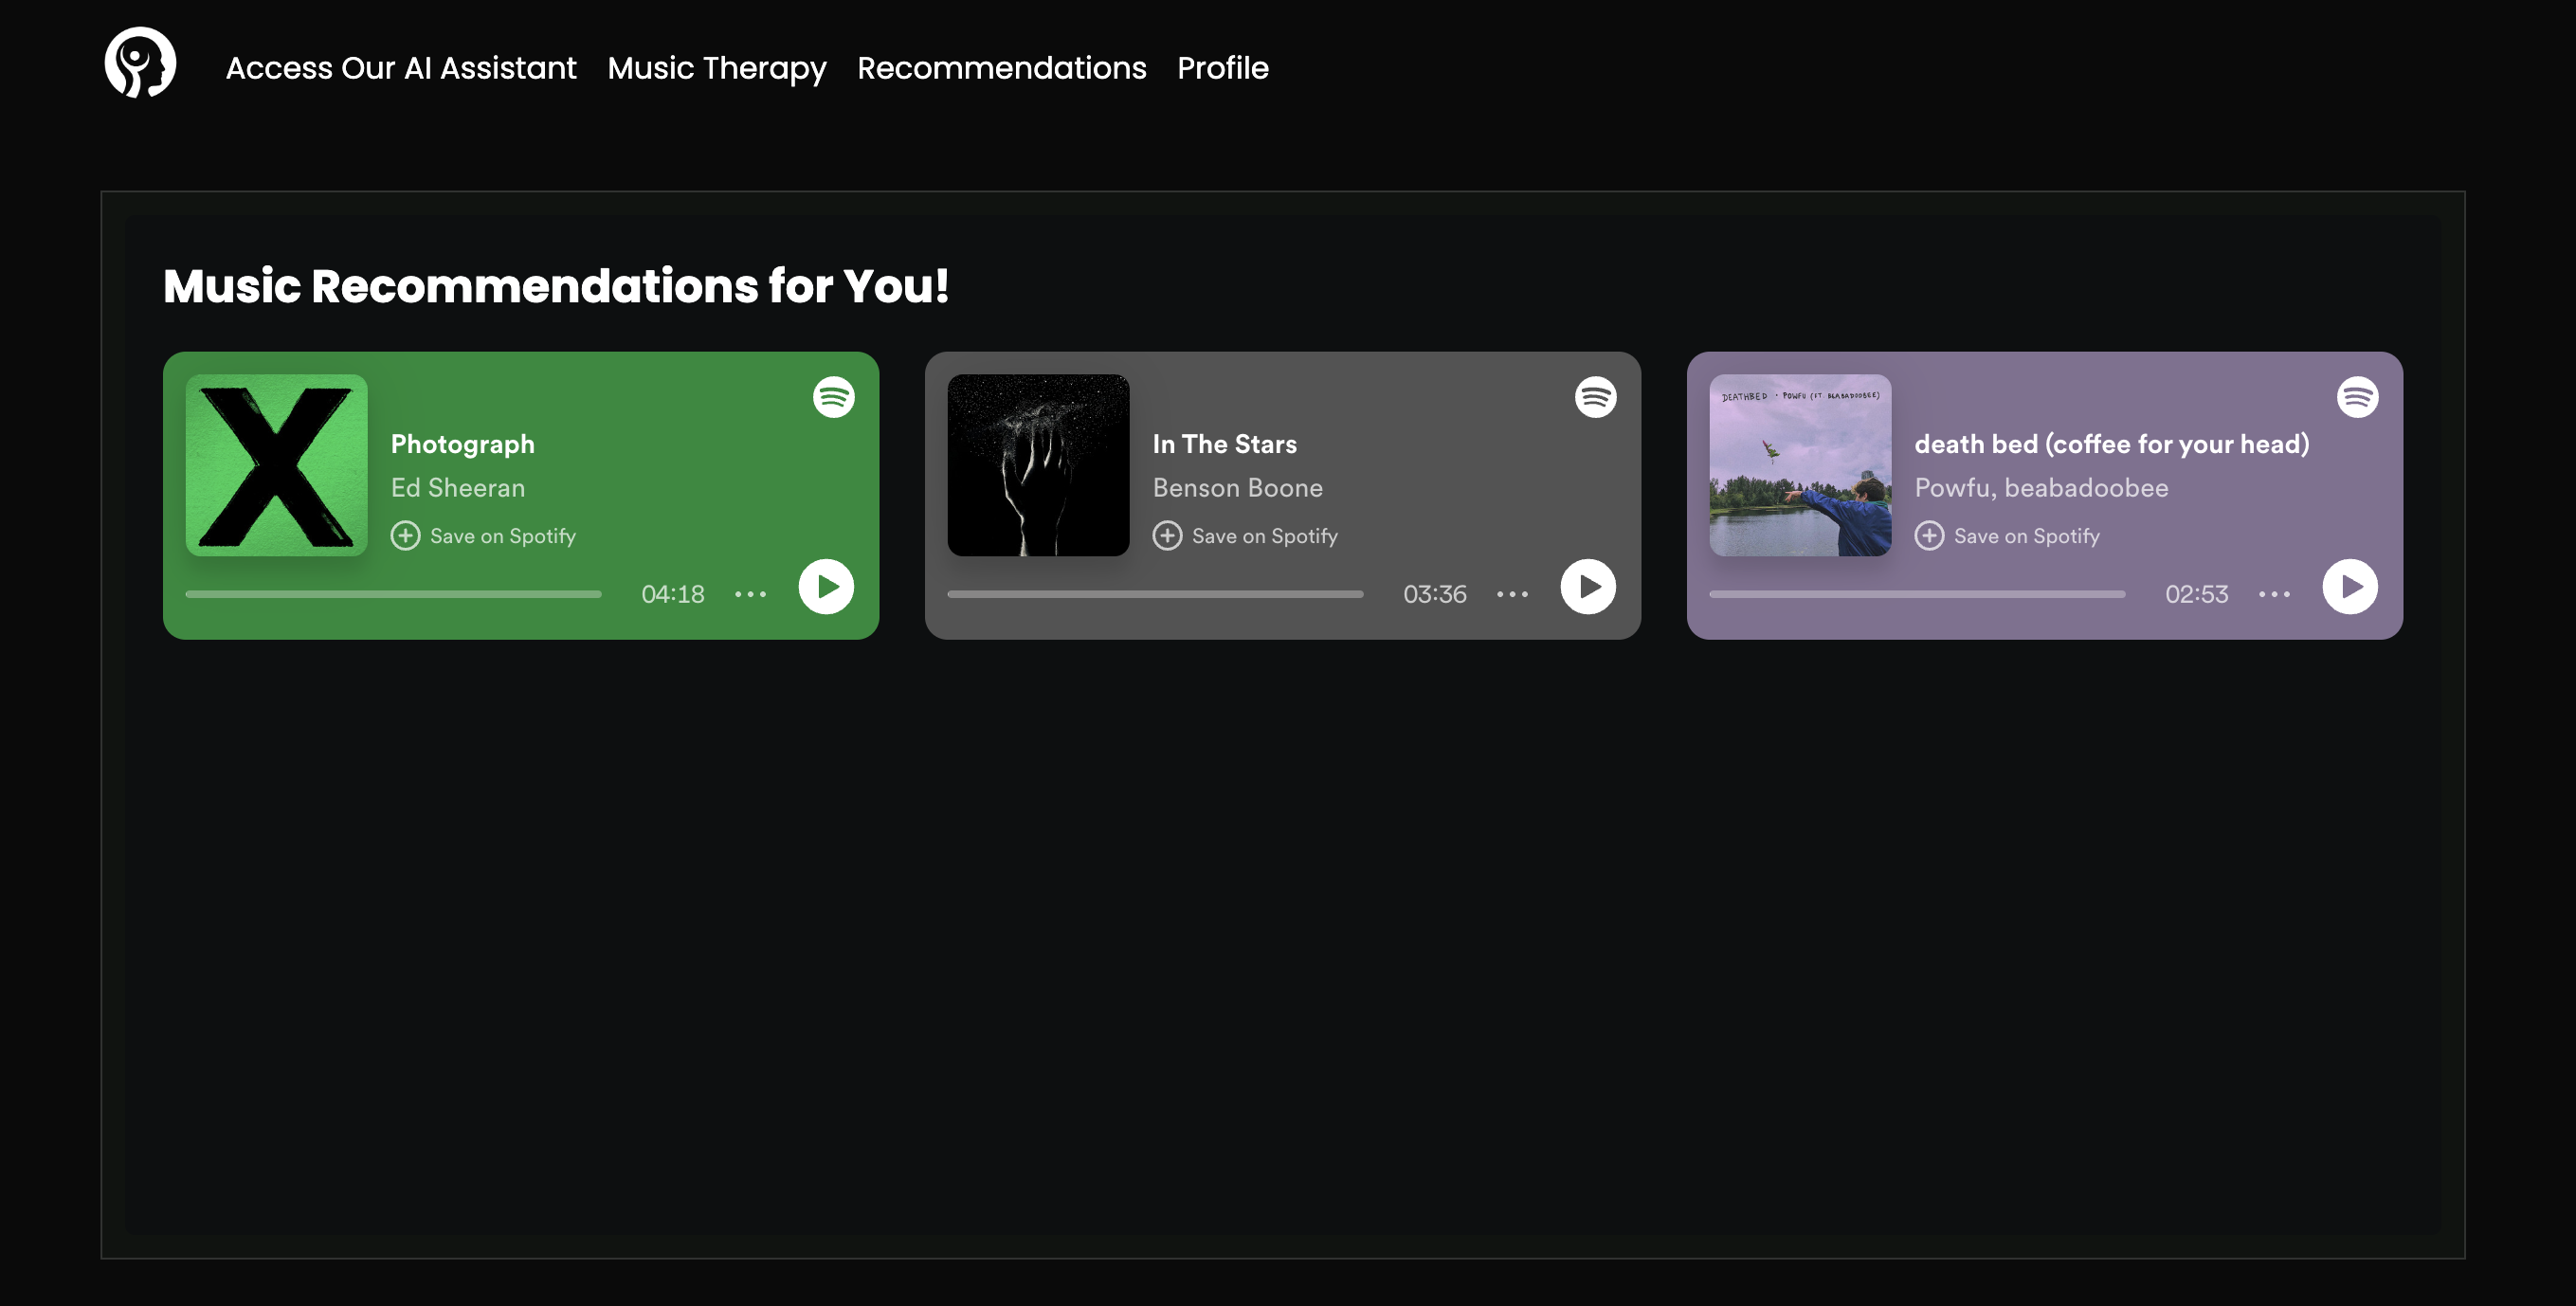 Access Our AI Assistant Music Therapy Recommendations Profile
Music Recommendations for You!
Photograph
Ed Sheeran
Save on Spotify
04:18
In The Stars
Benson Boone
Save on Spotify
03:36
DEATHBED · POWFU (FT. BEABADOOBEE)
death bed (coffee for your head)
Powfu, beabadoobee
Save on Spotify
02:53